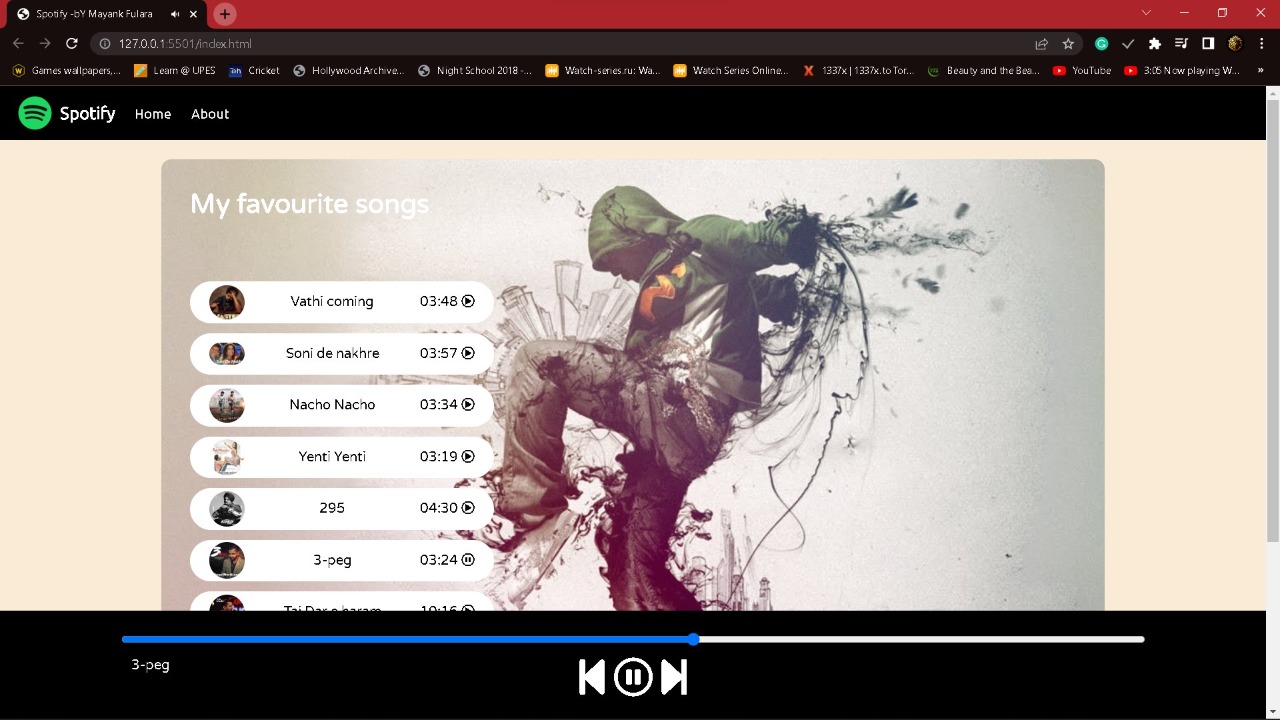 Spotify -bY Mayank Fulara
127.0.0.1:5501/index.html
Games wallpapers,... Learn @ UPES Cricket Hollywood Archive... Night School 2018 -... Watch-series.ru: Wa... Watch Series Online... 1337x | 1337x.to Tor... Beauty and the Bea... YouTube 3:05 Now playing W... »
Spotify Home About
My favourite songs
Vathi coming 03:48
Soni de nakhre 03:57
Nacho Nacho 03:34
Yenti Yenti 03:19
295 04:30
3-peg 03:24
3-peg